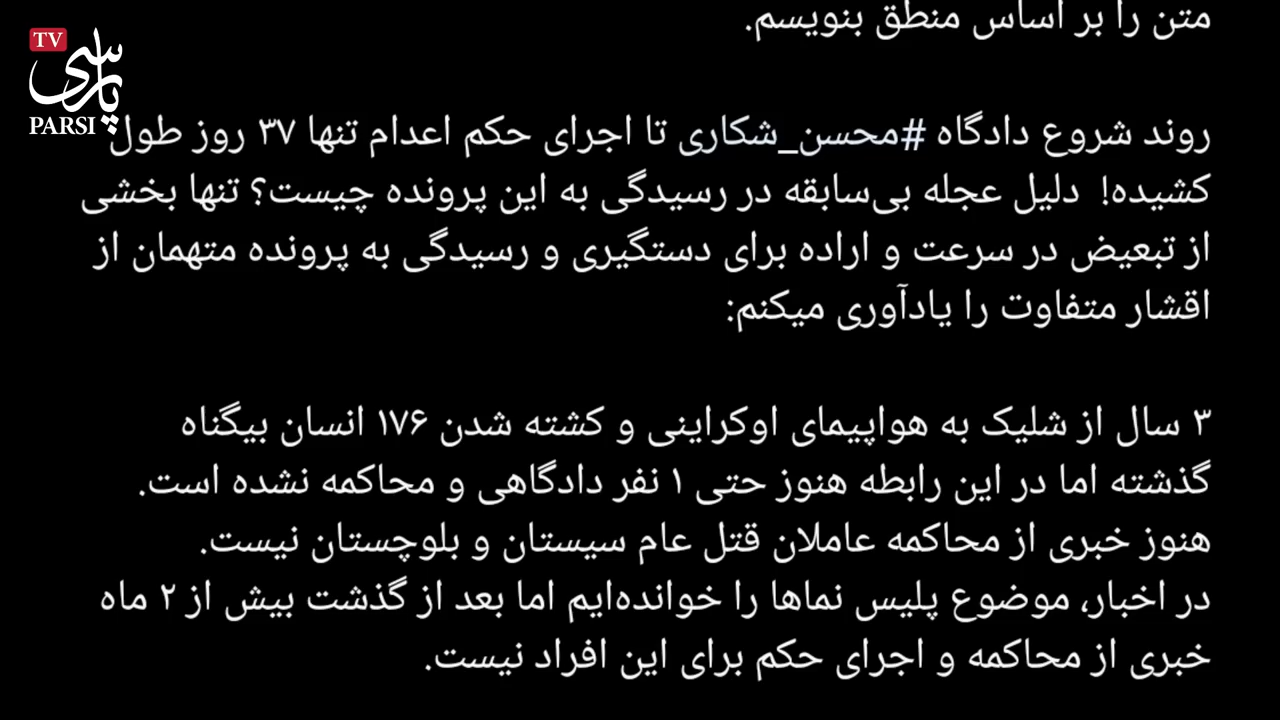 TV
پارسی
PARSI
متن را بر اساس منطق بنویسم.
روند شروع دادگاه #محسن_شکاری تا اجرای حکم اعدام تنها ۳۷ روز طول
کشیده! دلیل عجله بی‌سابقه در رسیدگی به این پرونده چیست؟ تنها بخشی
از تبعیض در سرعت و اراده برای دستگیری و رسیدگی به پرونده متهمان از
اقشار متفاوت را یادآوری میکنم:
۳ سال از شلیک به هواپیمای اوکراینی و کشته شدن ۱۷۶ انسان بیگناه
گذشته اما در این رابطه هنوز حتی ۱ نفر دادگاهی و محاکمه نشده است.
هنوز خبری از محاکمه عاملان قتل عام سیستان و بلوچستان نیست.
در اخبار، موضوع پلیس نماها را خوانده‌ایم اما بعد از گذشت بیش از ۲ ماه
خبری از محاکمه و اجرای حکم برای این افراد نیست.